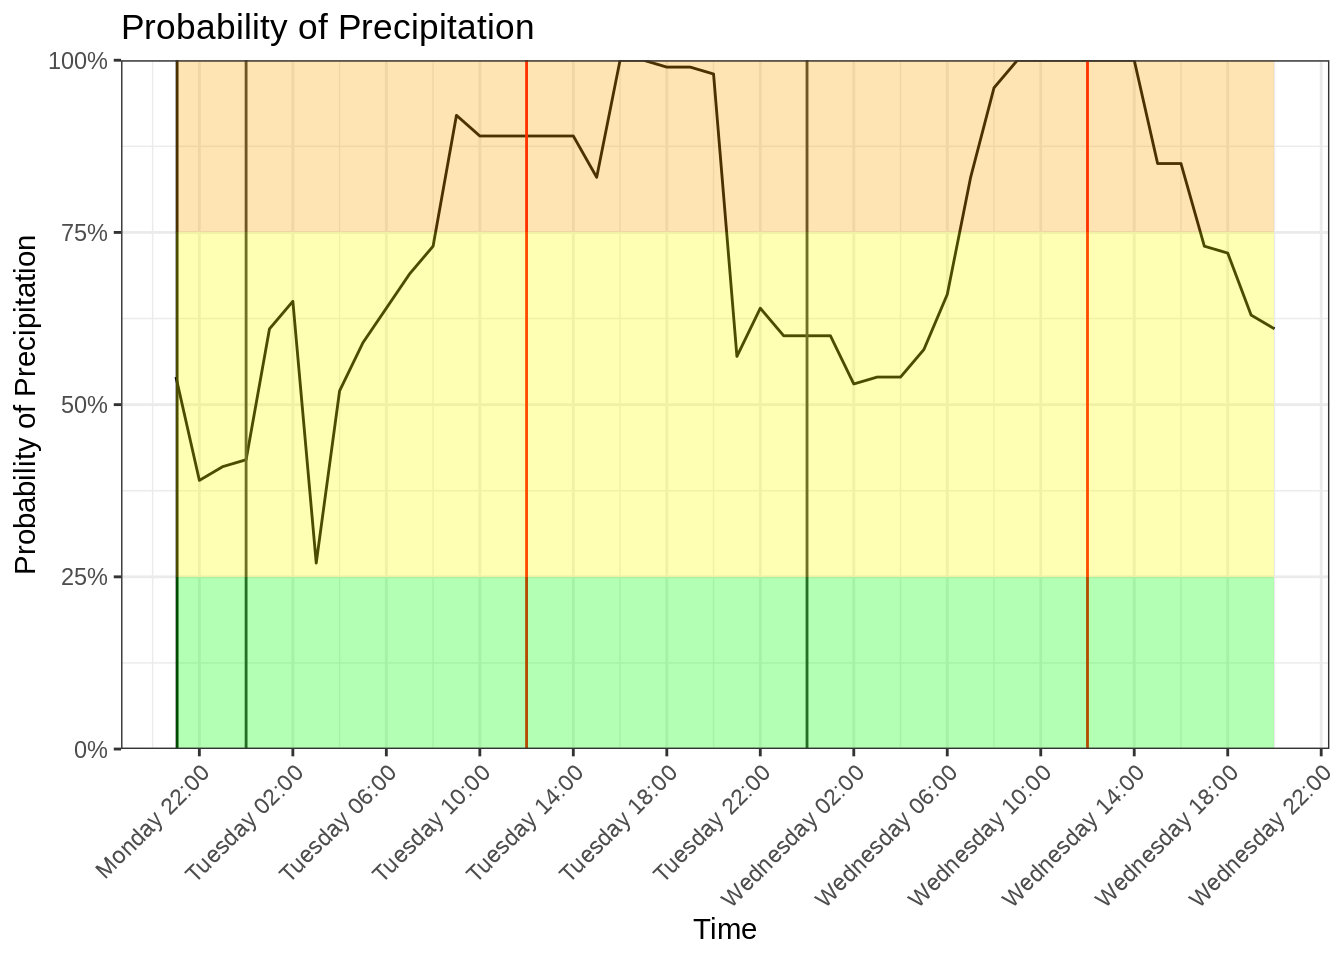 Probability of Precipitation
Probability of Precipitation
100%
75%
50%
25%
0%
Monday 22:00
Tuesday 02:00
Tuesday 06:00
Tuesday 10:00
Tuesday 14:00
Tuesday 18:00
Tuesday 22:00
Wednesday 02:00
Wednesday 06:00
Wednesday 10:00
Wednesday 14:00
Wednesday 18:00
Wednesday 22:00
Time